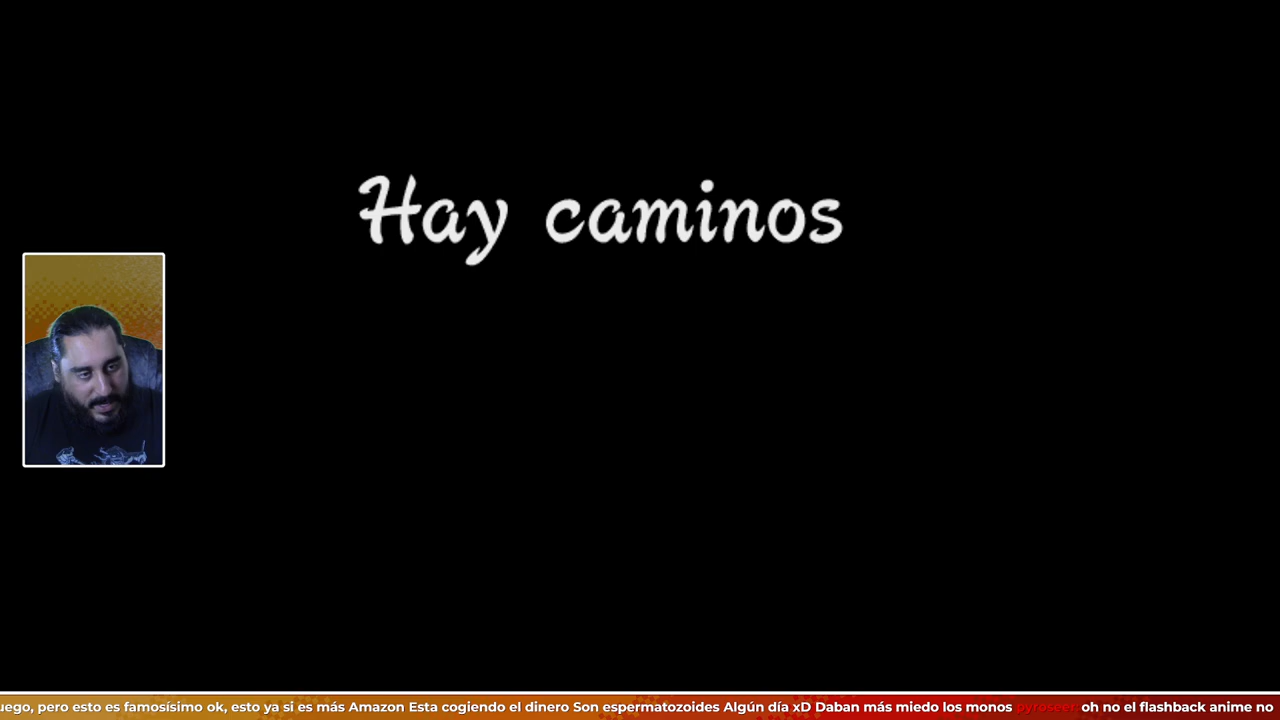 Hay caminos
uego, pero esto es famosísimo ok, esto ya si es más Amazon Esta cogiendo el dinero Son espermatozoides Algún día xD Daban más miedo los monos pyroseer: oh no el flashback anime no